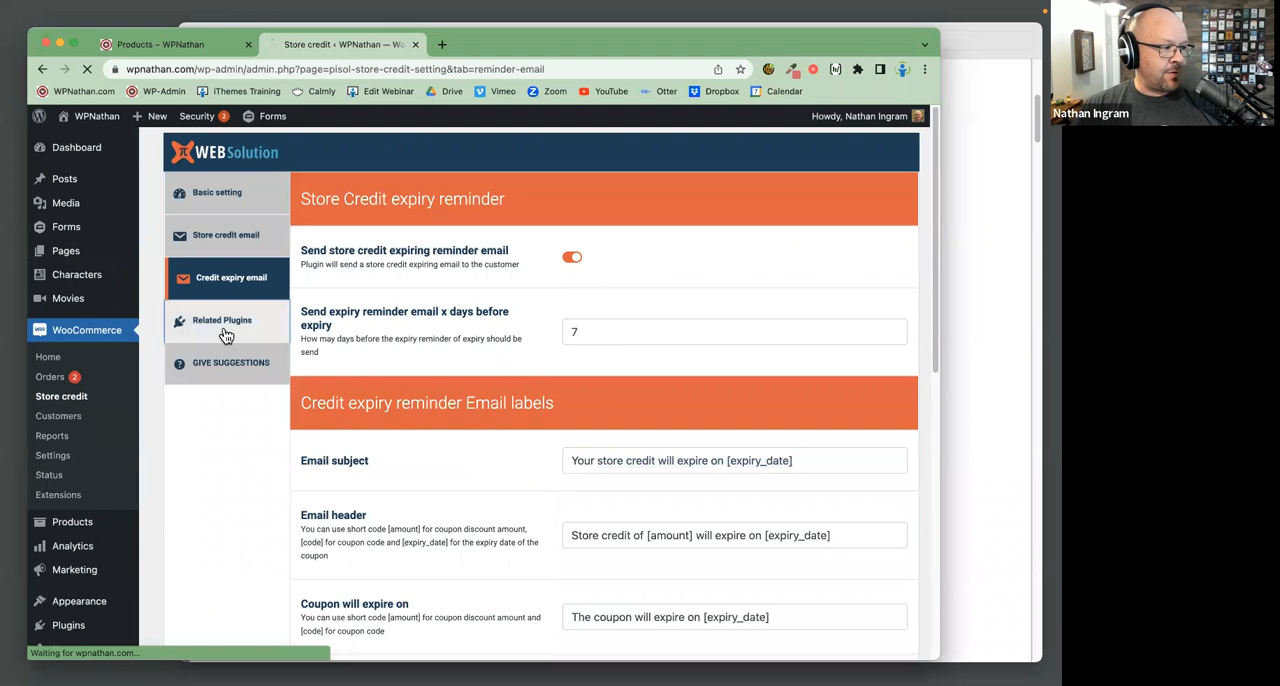 Products – WPNathan
Store credit ‹ WPNathan — Wo
wpnathan.com/wp-admin/admin.php?page=pisol-store-credit-setting&tab=reminder-email
WPNathan.com
WP-Admin
iThemes Training
Calmly
Edit Webinar
Drive
Vimeo
Zoom
YouTube
Otter
Dropbox
Calendar
WPNathan
New
Security 2
Forms
Howdy, Nathan Ingram
Nathan Ingram
Dashboard
Posts
Media
Forms
Pages
Characters
Movies
WooCommerce
Home
Orders 2
Store credit
Customers
Reports
Settings
Status
Extensions
Products
Analytics
Marketing
Appearance
Plugins
WEBSolution
Basic setting
Store credit email
Credit expiry email
Related Plugins
GIVE SUGGESTIONS
Store Credit expiry reminder
Send store credit expiring reminder email
Plugin will send a store credit expiring email to the customer
Send expiry reminder email x days before
expiry
How may days before the expiry reminder of expiry should be
send
7
Credit expiry reminder Email labels
Email subject
Your store credit will expire on [expiry_date]
Email header
You can use short code [amount] for coupon discount amount,
[code] for coupon code and [expiry_date] for the expiry date of the
coupon
Store credit of [amount] will expire on [expiry_date]
Coupon will expire on
You can use short code [amount] for coupon discount amount and
[code] for coupon code
The coupon will expire on [expiry_date]
Waiting for wpnathan.com...